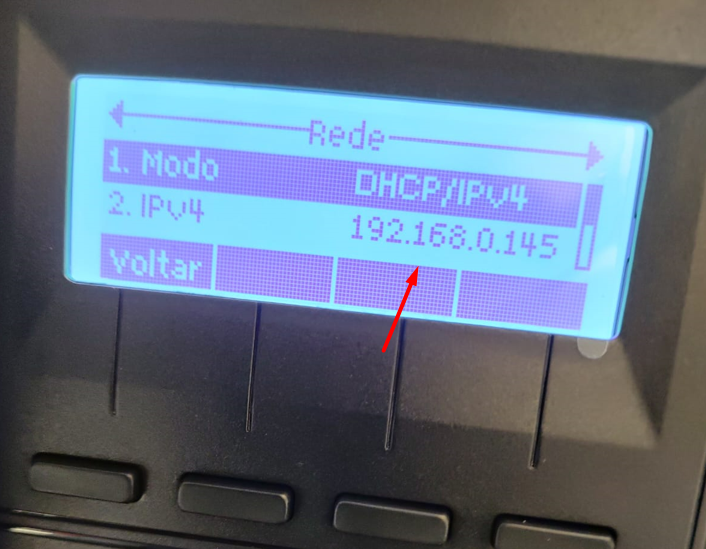 Rede
1. Modo DHCP/IPv4
2. IPv4 192.168.0.145
Voltar